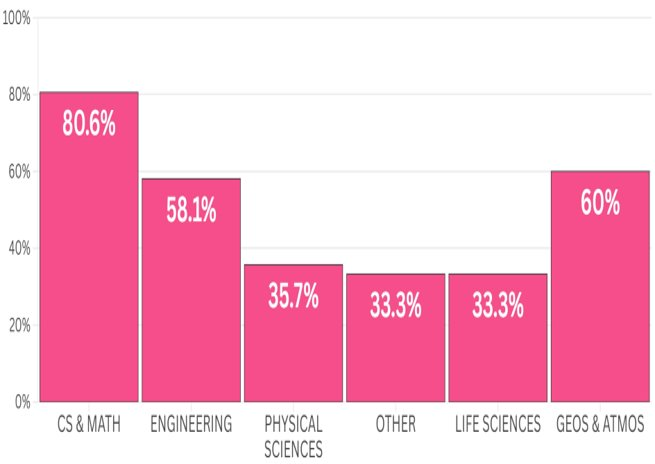 100%
80%
60%
40%
20%
0%
80.6%
58.1%
35.7%
33.3%
33.3%
60%
CS & MATH
ENGINEERING
PHYSICAL
SCIENCES
OTHER
LIFE SCIENCES
GEOS & ATMOS